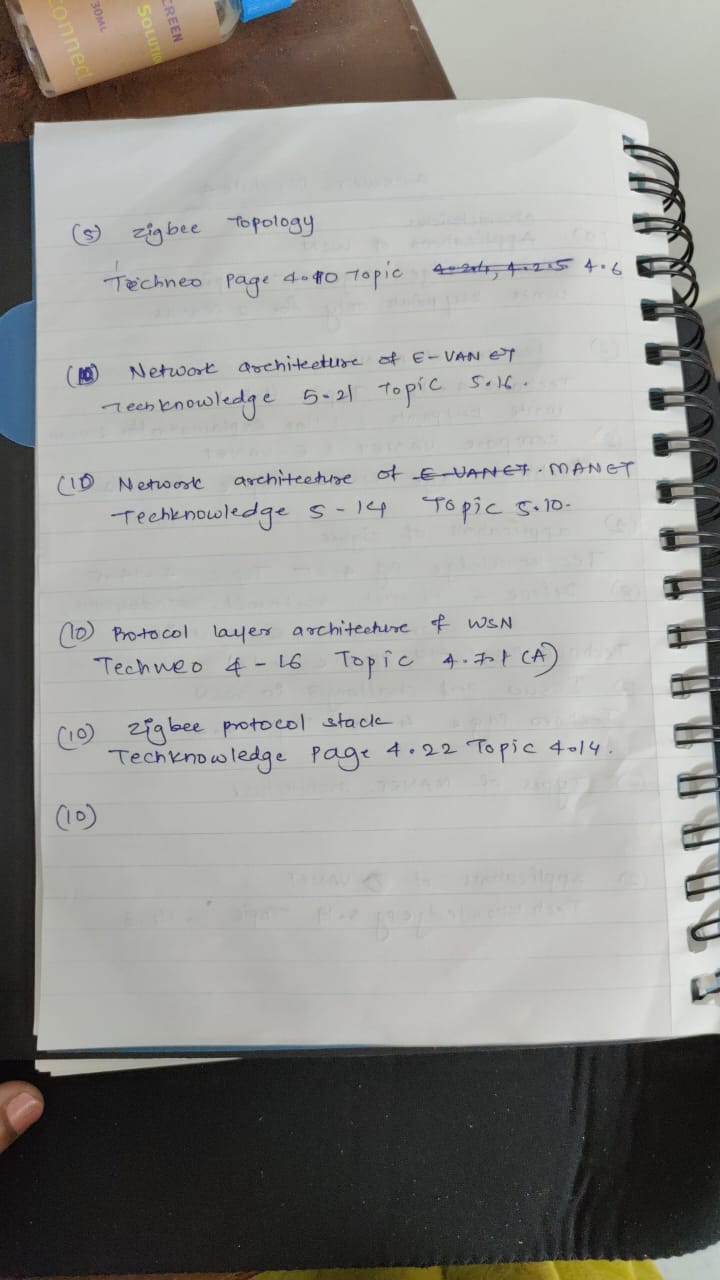 CREEN
SOLUTIO
30ML
connec
(5) zigbee Topology
Techneo Page 4.10 Topic 4.2.4, 4.2.5 4.6
(10) Network architecture of E-VANET
Techknowledge 5.21 Topic 5.16.
(10) Network architecture of E-VANET. MANET
Techknowledge 5-14 Topic 5.10.
(10) Protocol layer architecture of WSN
Techneo 4-16 Topic 4.7.1 (A)
(10) zigbee protocol stack
Techknowledge Page 4.22 Topic 4.14.
(10)